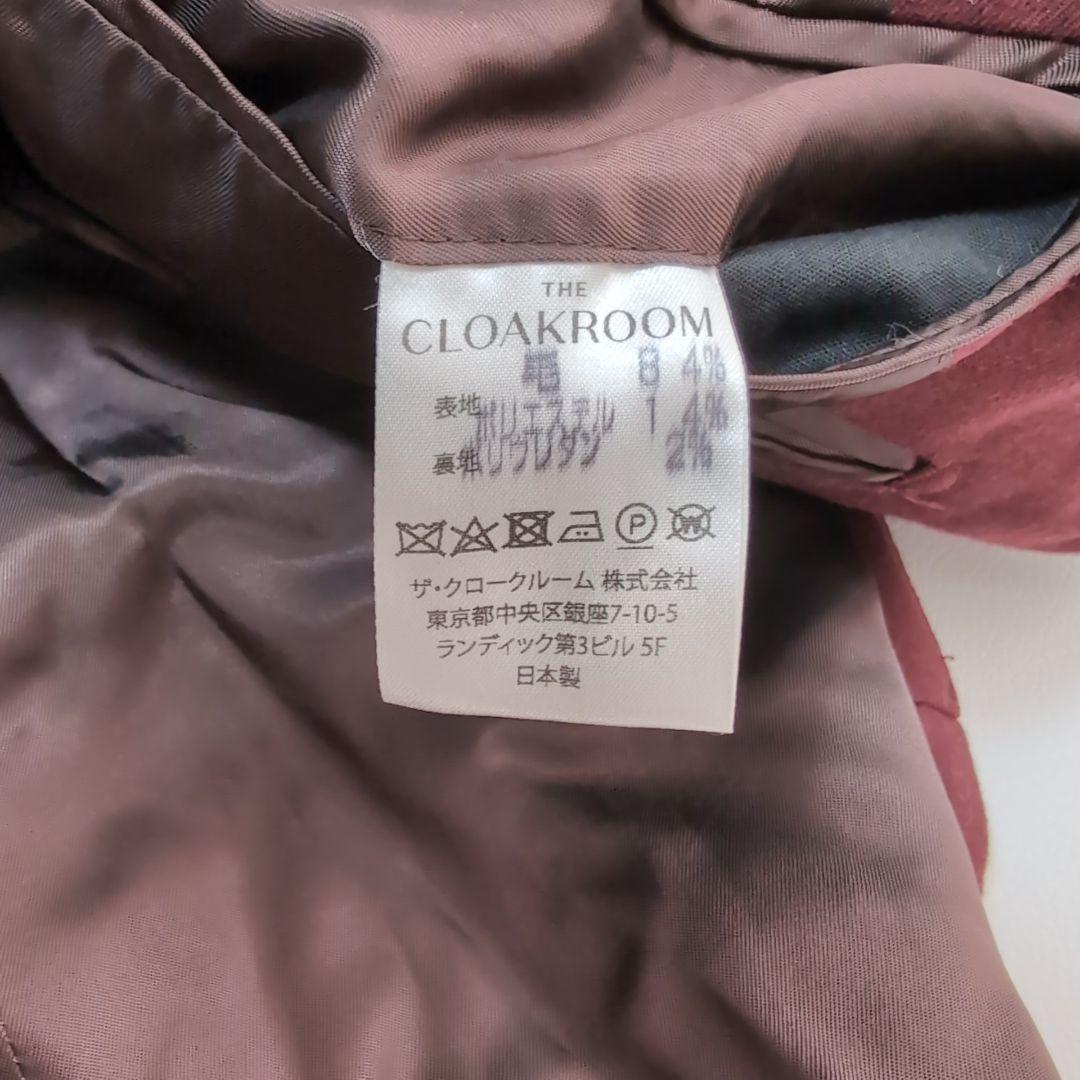 THE
CLOAKROOM
毛 84%
表地 ポリエステル 14%
裏地 ポリウレタン 2%
P W
ザ・クロークルーム 株式会社
東京都中央区銀座7-10-5
ランディック第3ビル 5F
日本製